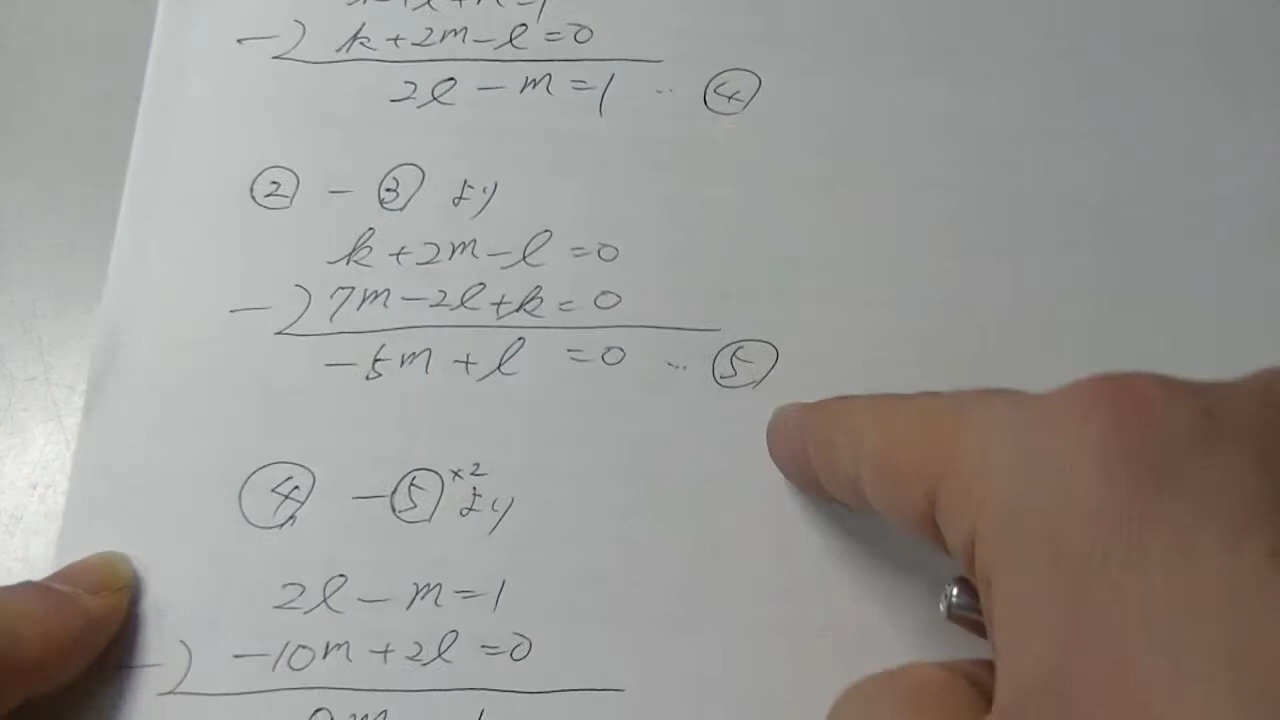 −) k+2m−l=0
2l−m=1 … ④
②−③より
k+2m−l=0
−) 7m−2l+k=0
−5m+l=0 … ⑤
④−⑤×2より
2l−m=1
−) −10m+2l=0